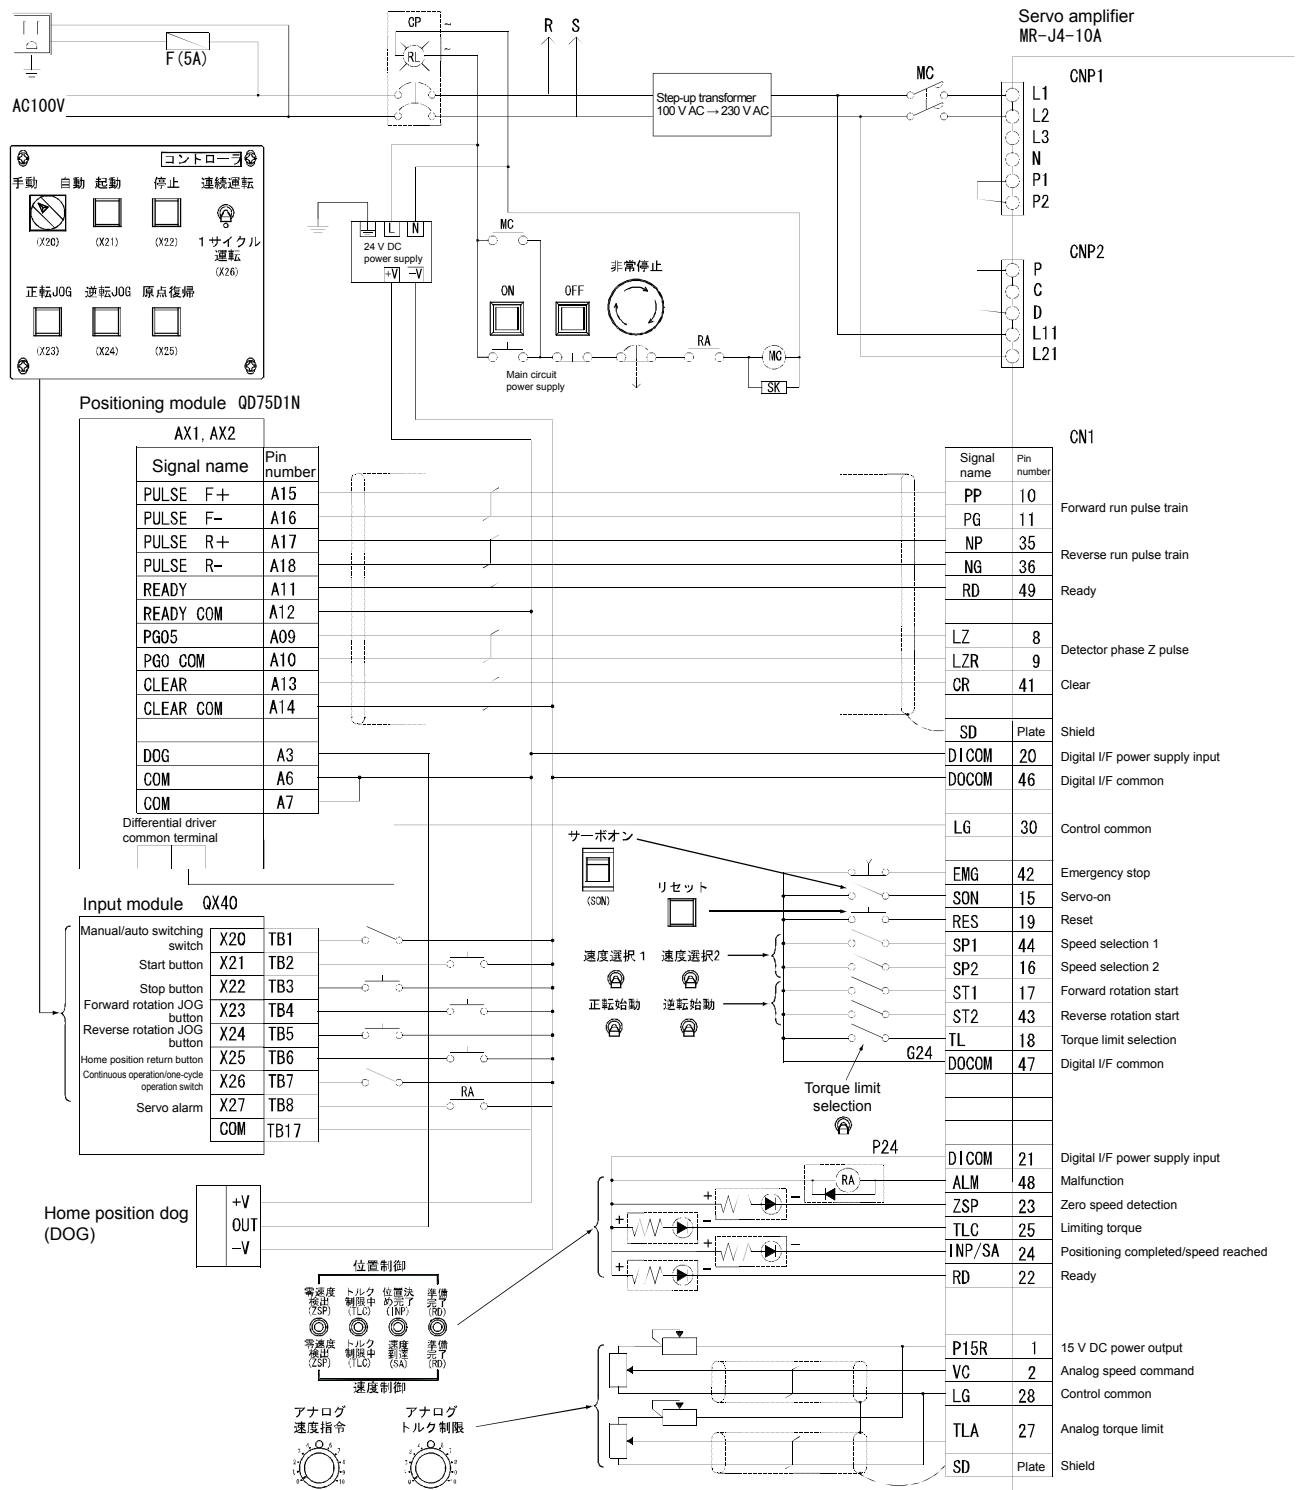 Servo amplifier
MR-J4-10A
CP
RL
R S
F(5A)
AC100V
Step-up transformer
100 V AC → 230 V AC
MC
CNP1
L1
L2
L3
N
P1
P2
コントローラ
手動 自動 起動 停止 連続運転
(X20) (X21) (X22) 1サイクル
運転
(X26)
正転JOG 逆転JOG 原点復帰
(X23) (X24) (X25)
L N
24 V DC
power supply
+V -V
MC
ON OFF 非常停止
RA
MC
SK
Main circuit
power supply
CNP2
P
C
D
L11
L21
Positioning module QD75D1N
AX1, AX2
Signal name Pin number
PULSE F+ A15
PULSE F- A16
PULSE R+ A17
PULSE R- A18
READY A11
READY COM A12
PG05 A09
PG0 COM A10
CLEAR A13
CLEAR COM A14
DOG A3
COM A6
COM A7
Differential driver
common terminal
CN1
Signal name Pin number
PP 10
PG 11
Forward run pulse train
NP 35
NG 36
Reverse run pulse train
RD 49 Ready
LZ 8
LZR 9
Detector phase Z pulse
CR 41 Clear
SD Plate Shield
DICOM 20 Digital I/F power supply input
DOCOM 46 Digital I/F common
LG 30 Control common
EMG 42 Emergency stop
SON 15 Servo-on
RES 19 Reset
SP1 44 Speed selection 1
SP2 16 Speed selection 2
ST1 17 Forward rotation start
ST2 43 Reverse rotation start
TL 18 Torque limit selection
G24
DOCOM 47 Digital I/F common
サーボオン
(SON)
リセット
速度選択1 速度選択2
正転始動 逆転始動
Torque limit
selection
Input module QX40
Manual/auto switching
switch X20 TB1
Start button X21 TB2
Stop button X22 TB3
Forward rotation JOG
button X23 TB4
Reverse rotation JOG
button X24 TB5
Home position return button X25 TB6
Continuous operation/one-cycle
operation switch X26 TB7
Servo alarm X27 TB8
RA
COM TB17
Home position dog
(DOG)
+V
OUT
-V
P24
DICOM 21 Digital I/F power supply input
RA
ALM 48 Malfunction
+ -
ZSP 23 Zero speed detection
+ -
TLC 25 Limiting torque
+ -
INP/SA 24 Positioning completed/speed reached
+ -
RD 22 Ready
位置制御
零速度
検出
(ZSP)
トルク
制限中
(TLC)
位置決
め完了
(INP)
準備
完了
(RD)
零速度
検出
(ZSP)
トルク
制限中
(TLC)
速度
到達
(SA)
準備
完了
(RD)
速度制御
アナログ
速度指令
アナログ
トルク制限
P15R 1 15 V DC power output
VC 2 Analog speed command
LG 28 Control common
TLA 27 Analog torque limit
SD Plate Shield